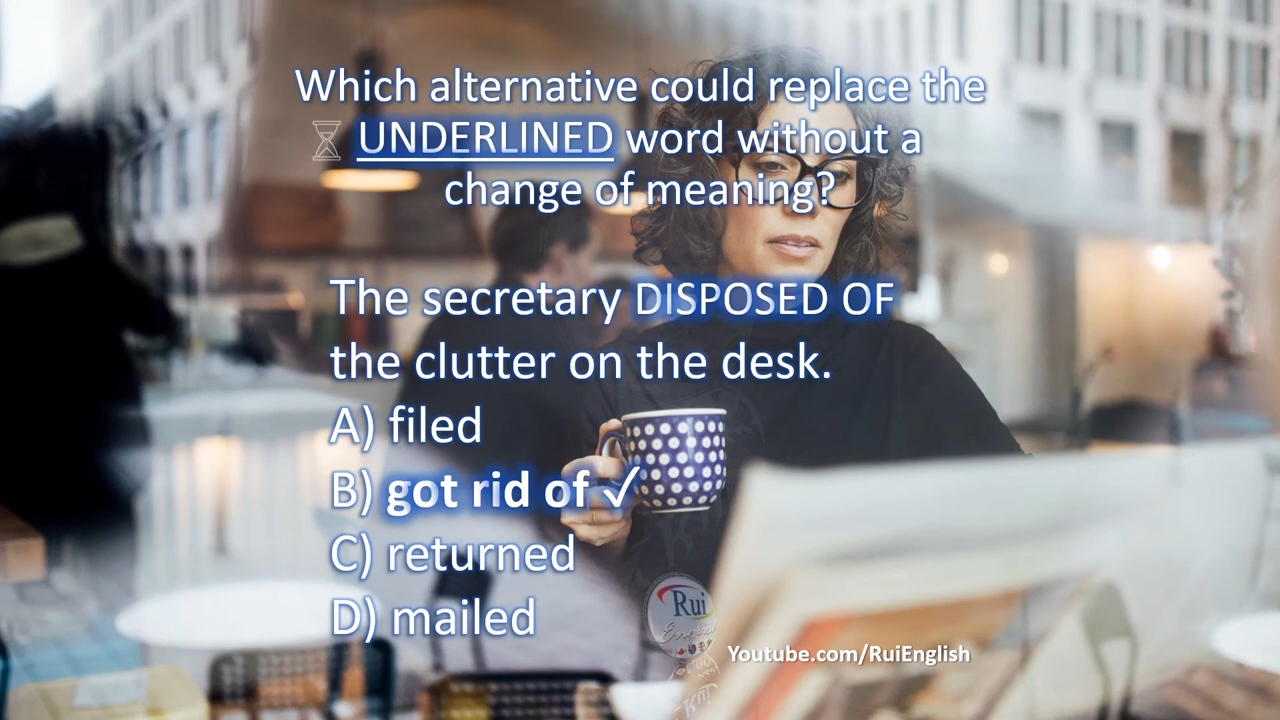 Which alternative could replace the
⌛ UNDERLINED word without a
change of meaning?
The secretary DISPOSED OF
the clutter on the desk.
A) filed
B) got rid of ✓
C) returned
D) mailed
Rui
English
Youtube.com/RuiEnglish